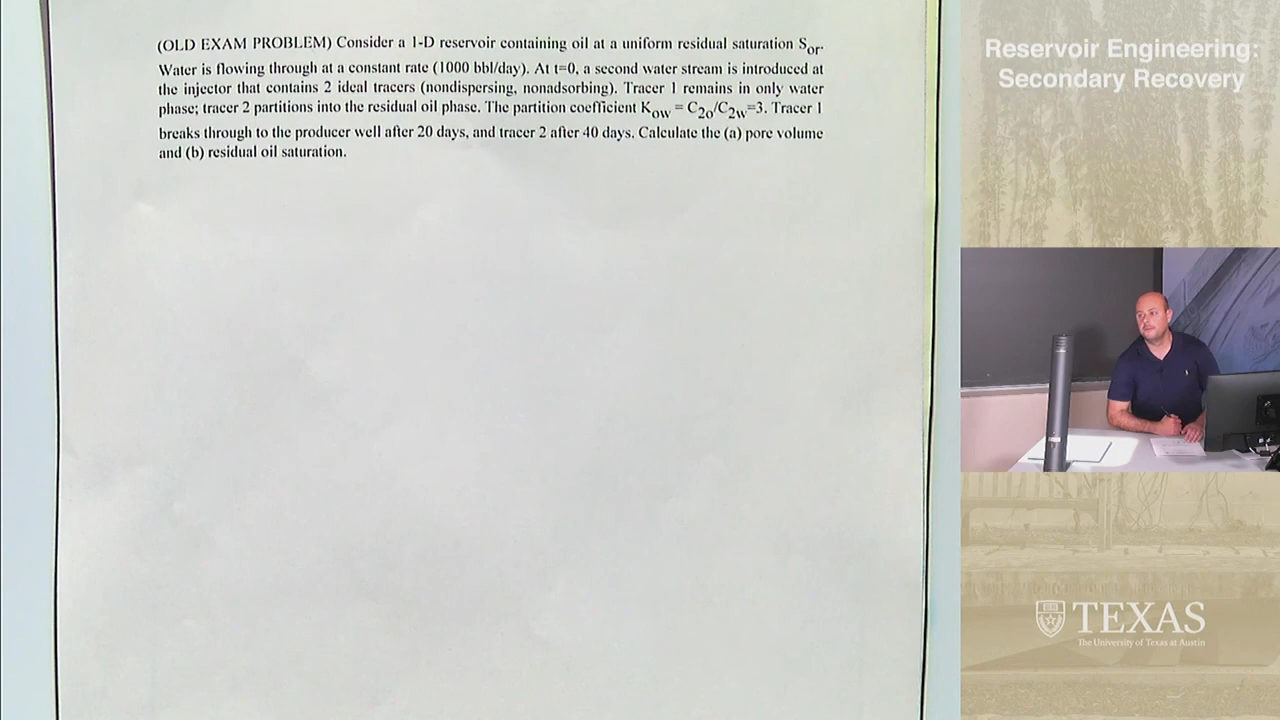 (OLD EXAM PROBLEM) Consider a 1-D reservoir containing oil at a uniform residual saturation Sor.
Water is flowing through at a constant rate (1000 bbl/day). At t=0, a second water stream is introduced at
the injector that contains 2 ideal tracers (nondispersing, nonadsorbing). Tracer 1 remains in only water
phase; tracer 2 partitions into the residual oil phase. The partition coefficient Kow = C2o/C2w=3. Tracer 1
breaks through to the producer well after 20 days, and tracer 2 after 40 days. Calculate the (a) pore volume
and (b) residual oil saturation.
Reservoir Engineering:
Secondary Recovery
TEXAS
The University of Texas at Austin